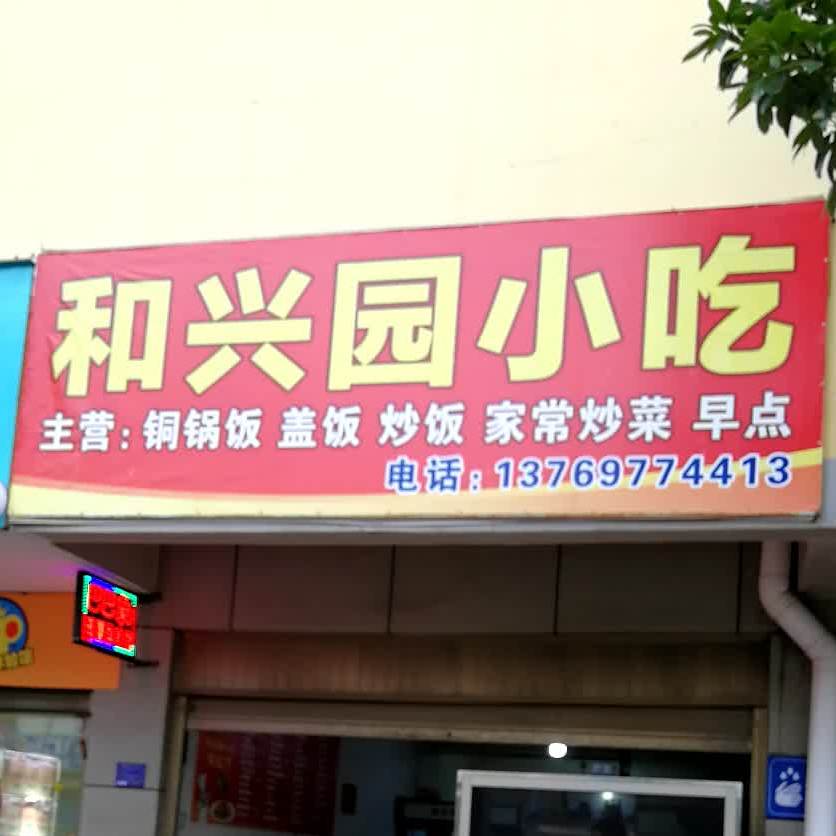 和兴园小吃
主营:铜锅饭 盖饭 炒饭 家常炒菜 早点
电话:13769774413